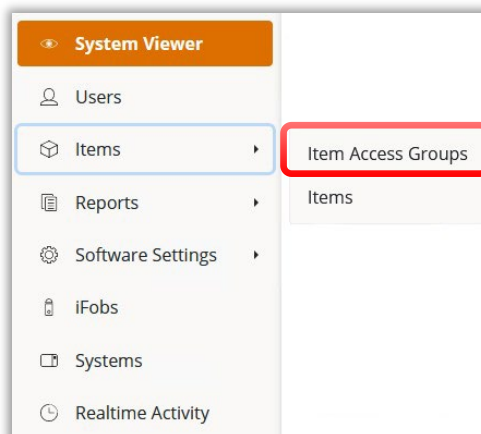 System Viewer
Users
Items
Item Access Groups
Reports
Items
Software Settings
iFobs
Systems
Realtime Activity